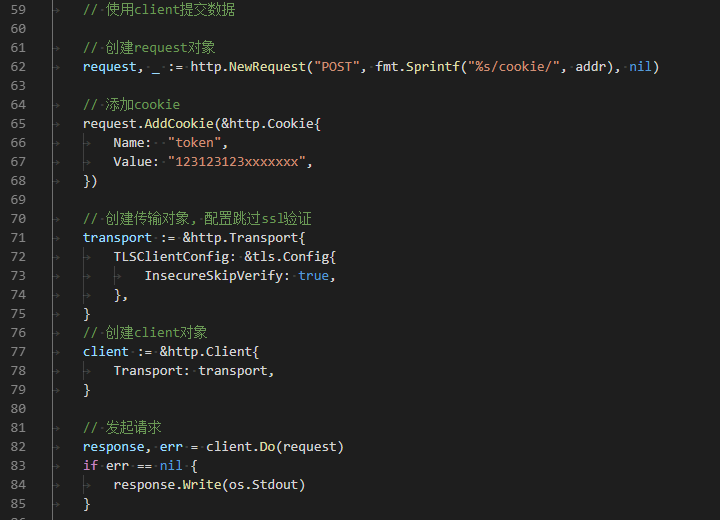 59 // 使用client提交数据
60
61 // 创建request对象
62 request, _ := http.NewRequest("POST", fmt.Sprintf("%s/cookie/", addr), nil)
63
64 // 添加cookie
65 request.AddCookie(&http.Cookie{
66 Name:  "token",
67 Value: "123123123xxxxxxx",
68 })
69
70 // 创建传输对象, 配置跳过ssl验证
71 transport := &http.Transport{
72 TLSClientConfig: &tls.Config{
73 InsecureSkipVerify: true,
74 },
75 }
76 // 创建client对象
77 client := &http.Client{
78 Transport: transport,
79 }
80
81 // 发起请求
82 response, err = client.Do(request)
83 if err == nil {
84 response.Write(os.Stdout)
85 }